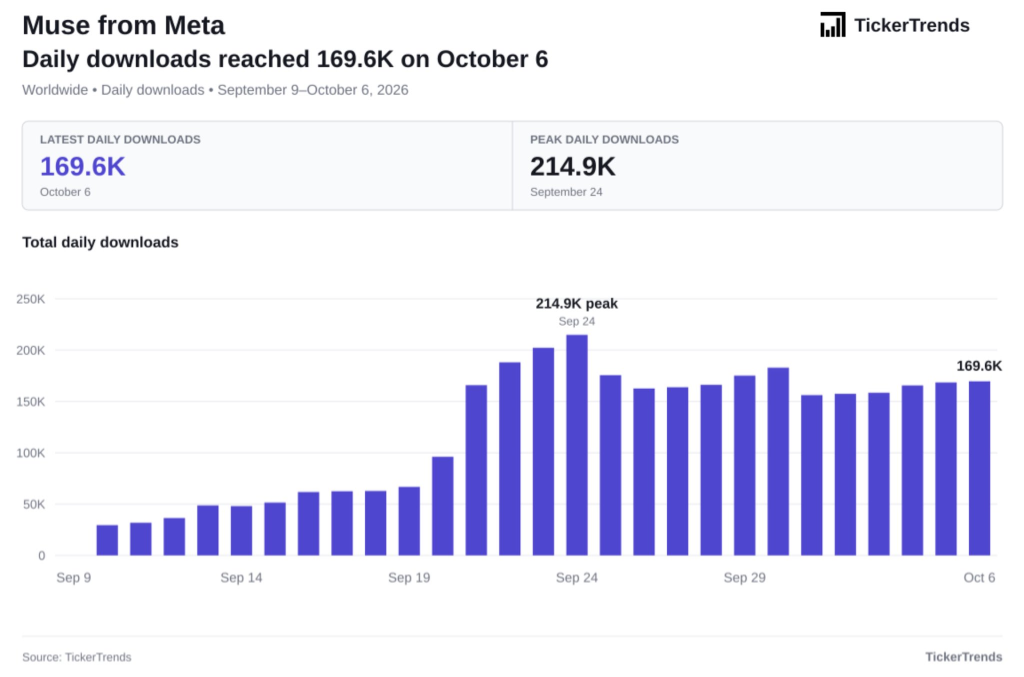 Muse from Meta
TickerTrends
Daily downloads reached 169.6K on October 6
Worldwide • Daily downloads • September 9–October 6, 2026
LATEST DAILY DOWNLOADS
169.6K
October 6
PEAK DAILY DOWNLOADS
214.9K
September 24
Total daily downloads
250K
200K
150K
100K
50K
0
214.9K peak
Sep 24
169.6K
Sep 9
Sep 14
Sep 19
Sep 24
Sep 29
Oct 6
Source: TickerTrends
TickerTrends